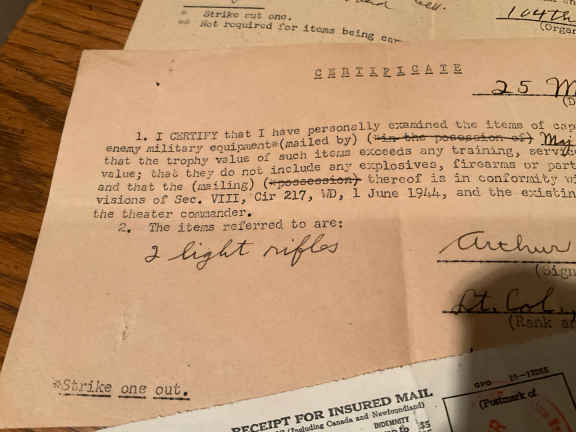 * Strike out one.
** Not required for items being
104th
(Organ
CERTIFICATE
25 M
(D
1. I CERTIFY that I have personally examined the items of cap
enemy military equipment*(mailed by) (*in the possession of) Maj
that the trophy value of such items exceeds any training, servic
value; that they do not include any explosives, firearms or part
and that the (mailing) (*possession) thereof is in conformity wi
visions of Sec. VIII, Cir 217, WD, 1 June 1944, and the existin
the theater commander.
2. The items referred to are:
2 light rifles
Arthur
(Sign
Lt. Col.,
(Rank a
*Strike one out.
RECEIPT FOR INSURED MAIL
(Including Canada and Newfoundland)
INDEMNITY
GPO
(Postmark of